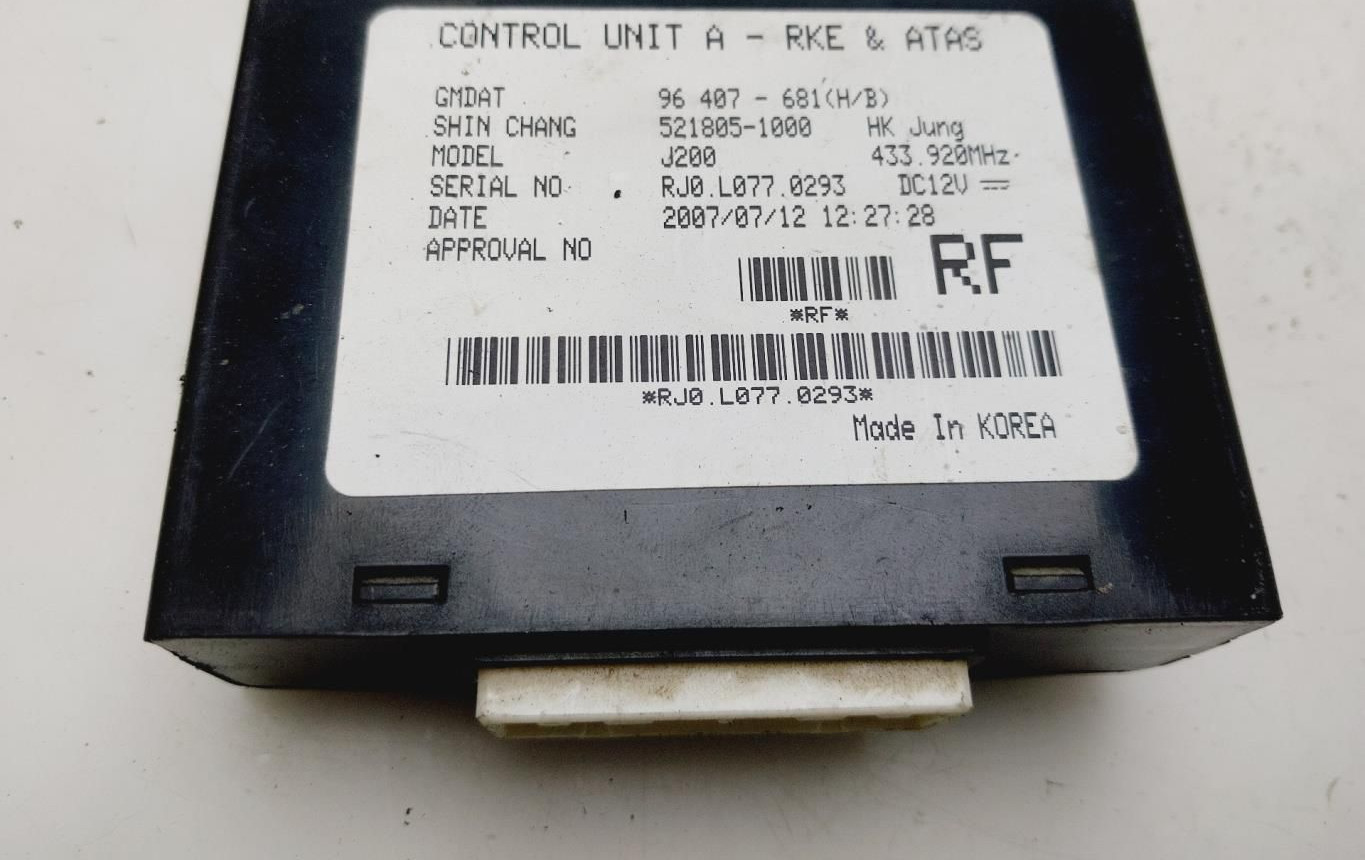 CONTROL UNIT A - RKE & ATAS
GMDAT 96 407 - 681(H/B)
SHIN CHANG 521805-1000 HK Jung
MODEL J200 433.920MHz
SERIAL NO RJ0.L077.0293 DC12V ⎓
DATE 2007/07/12 12:27:28
APPROVAL NO
RF
*RF*
*RJ0.L077.0293*
Made In KOREA